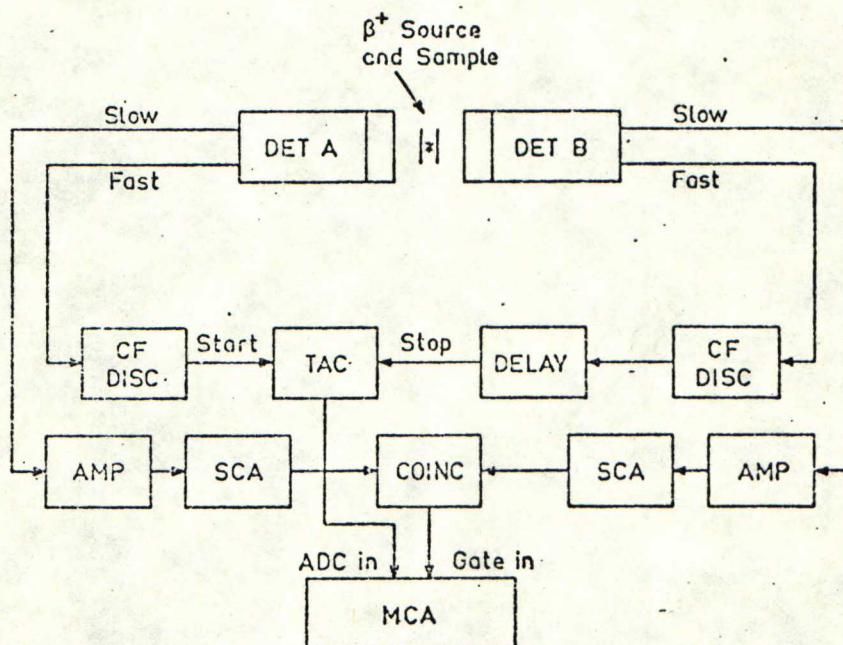 β+ Source
cnd Sample
Slow
DET A
DET B
Slow
Fast
Fast
CF
DISC
Start
TAC
Stop
DELAY
CF
DISC
AMP
SCA
COINC
SCA
AMP
ADC in
Gate in
MCA